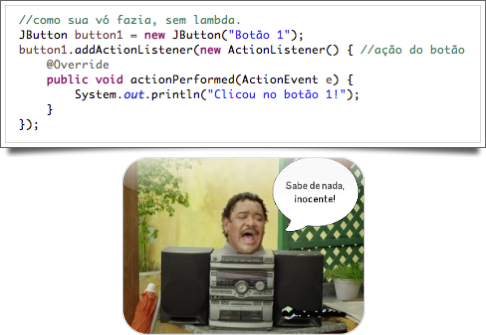 //como sua vó fazia, sem lambda.
JButton button1 = new JButton("Botão 1");
button1.addActionListener(new ActionListener() { //ação do botão
@Override
public void actionPerformed(ActionEvent e) {
System.out.println("Clicou no botão 1!");
}
});
Sabe de nada,
inocente!